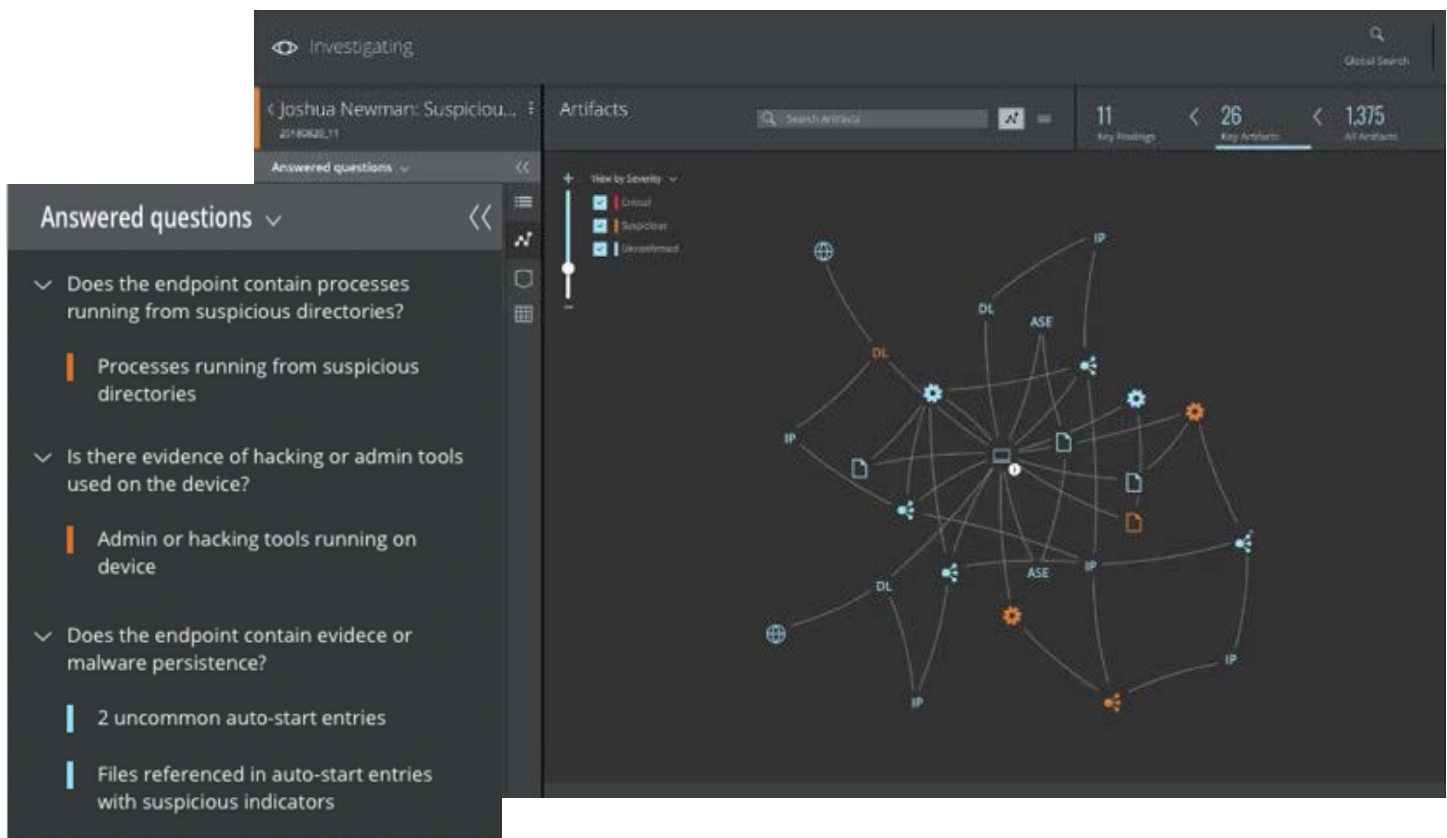 Investigating
Global Search
Joshua Newman: Suspiciou...
20180820_11
Artifacts
Search Artifacts
11
Key Findings
26
Key Artifacts
1,375
All Artifacts
Answered questions
View by Severity
Critical
Suspicious
Unconfirmed
Answered questions
Does the endpoint contain processes
running from suspicious directories?
Processes running from suspicious
directories
Is there evidence of hacking or admin tools
used on the device?
Admin or hacking tools running on
device
Does the endpoint contain evidece or
malware persistence?
2 uncommon auto-start entries
Files referenced in auto-start entries
with suspicious indicators
IP
DL
ASE
DL
IP
IP
ASE
DL
IP
IP